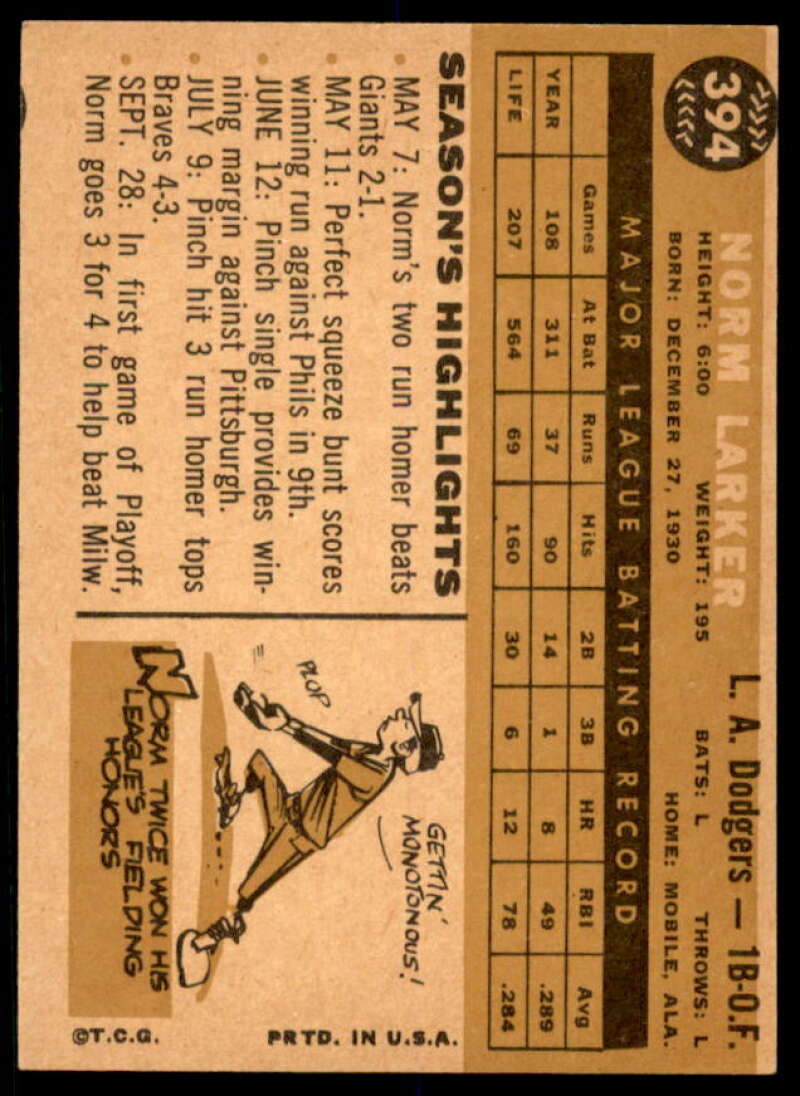 394
NORM LARKER L. A. Dodgers — 1B-O.F.
HEIGHT: 6:00 WEIGHT: 195 BATS: L THROWS: L
BORN: DECEMBER 27, 1930 HOME: MOBILE, ALA.
MAJOR LEAGUE BATTING RECORD
Games At Bat Runs Hits 2B 3B HR RBI Avg
YEAR 108 311 37 90 14 1 8 49 .289
LIFE 207 564 69 160 30 6 12 78 .284
SEASON'S HIGHLIGHTS
• MAY 7: Norm's two run homer beats
Giants 2-1.
• MAY 11: Perfect squeeze bunt scores
winning run against Phils in 9th.
• JUNE 12: Pinch single provides win-
ning margin against Pittsburgh.
• JULY 9: Pinch hit 3 run homer tops
Braves 4-3.
• SEPT. 28: In first game of Playoff,
Norm goes 3 for 4 to help beat Milw.
GETTIN'
MONOTONOUS!
PLOP
NORM TWICE WON HIS
LEAGUE'S FIELDING
HONORS
©T.C.G. PRTD. IN U.S.A.